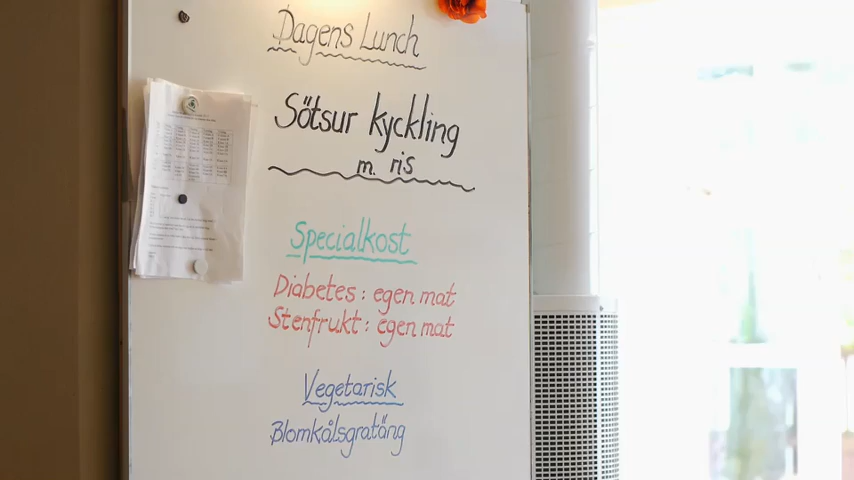 Dagens Lunch
Sötsur kyckling
m. ris
Specialkost
Diabetes: egen mat
Stenfrukt: egen mat
Vegetarisk
Blomkålsgratäng